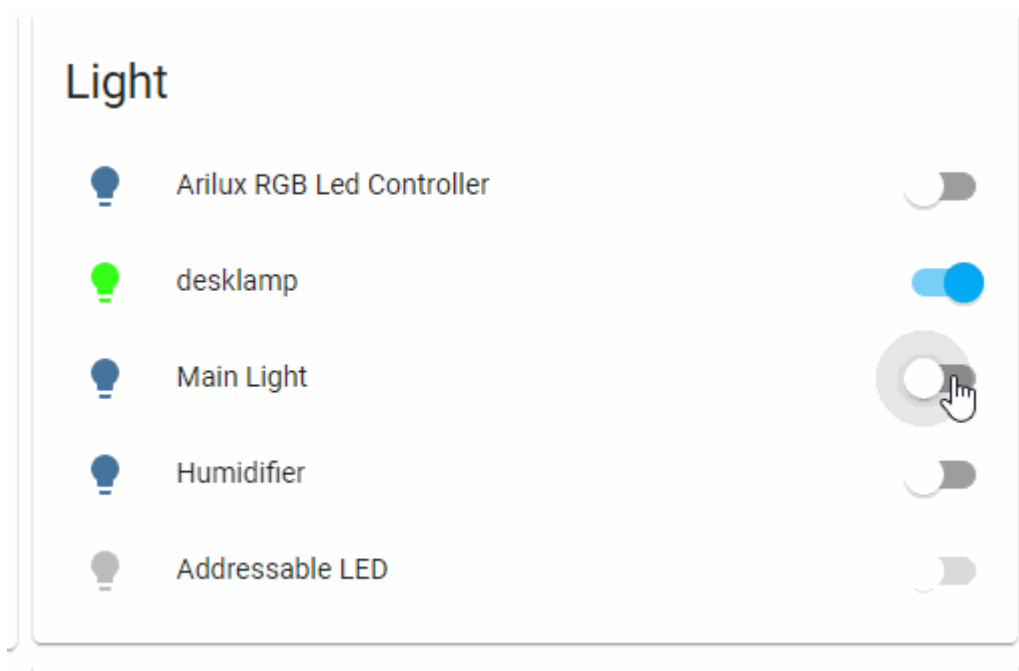 Light
Arilux RGB Led Controller
desklamp
Main Light
Humidifier
Addressable LED